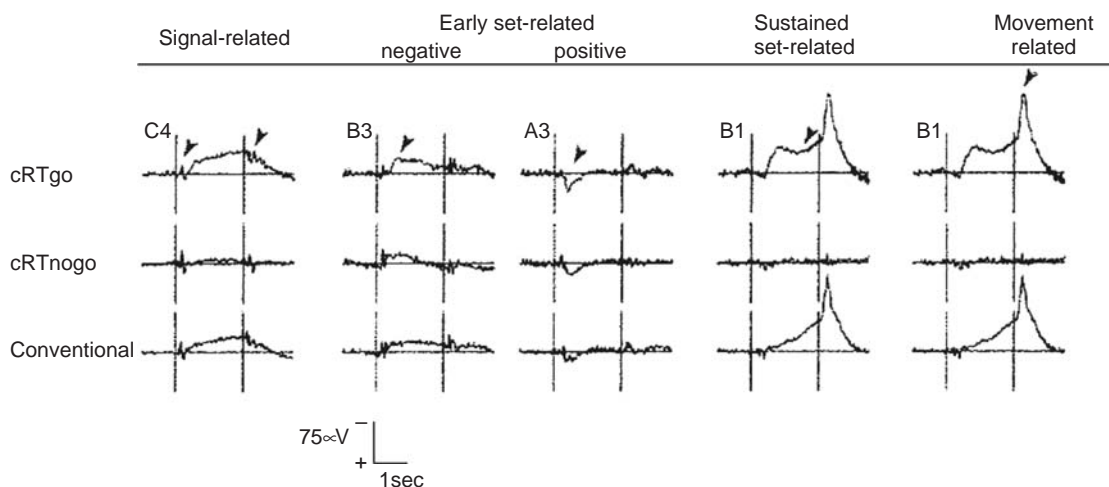 Signal-related
Early set-related
negative positive
Sustained
set-related
Movement
related
C4 B3 A3 B1 B1
cRTgo
cRTnogo
Conventional
75∝V
−
+
1sec